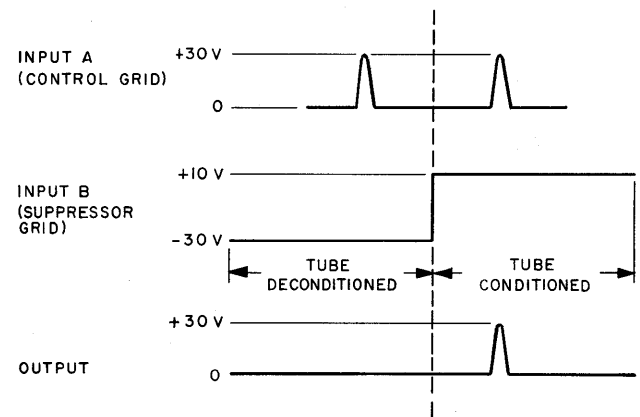 INPUT A
(CONTROL GRID)
+30 V
0
INPUT B
(SUPPRESSOR
GRID)
+10 V
-30 V
TUBE
DECONDITIONED
TUBE
CONDITIONED
OUTPUT
+30 V
0